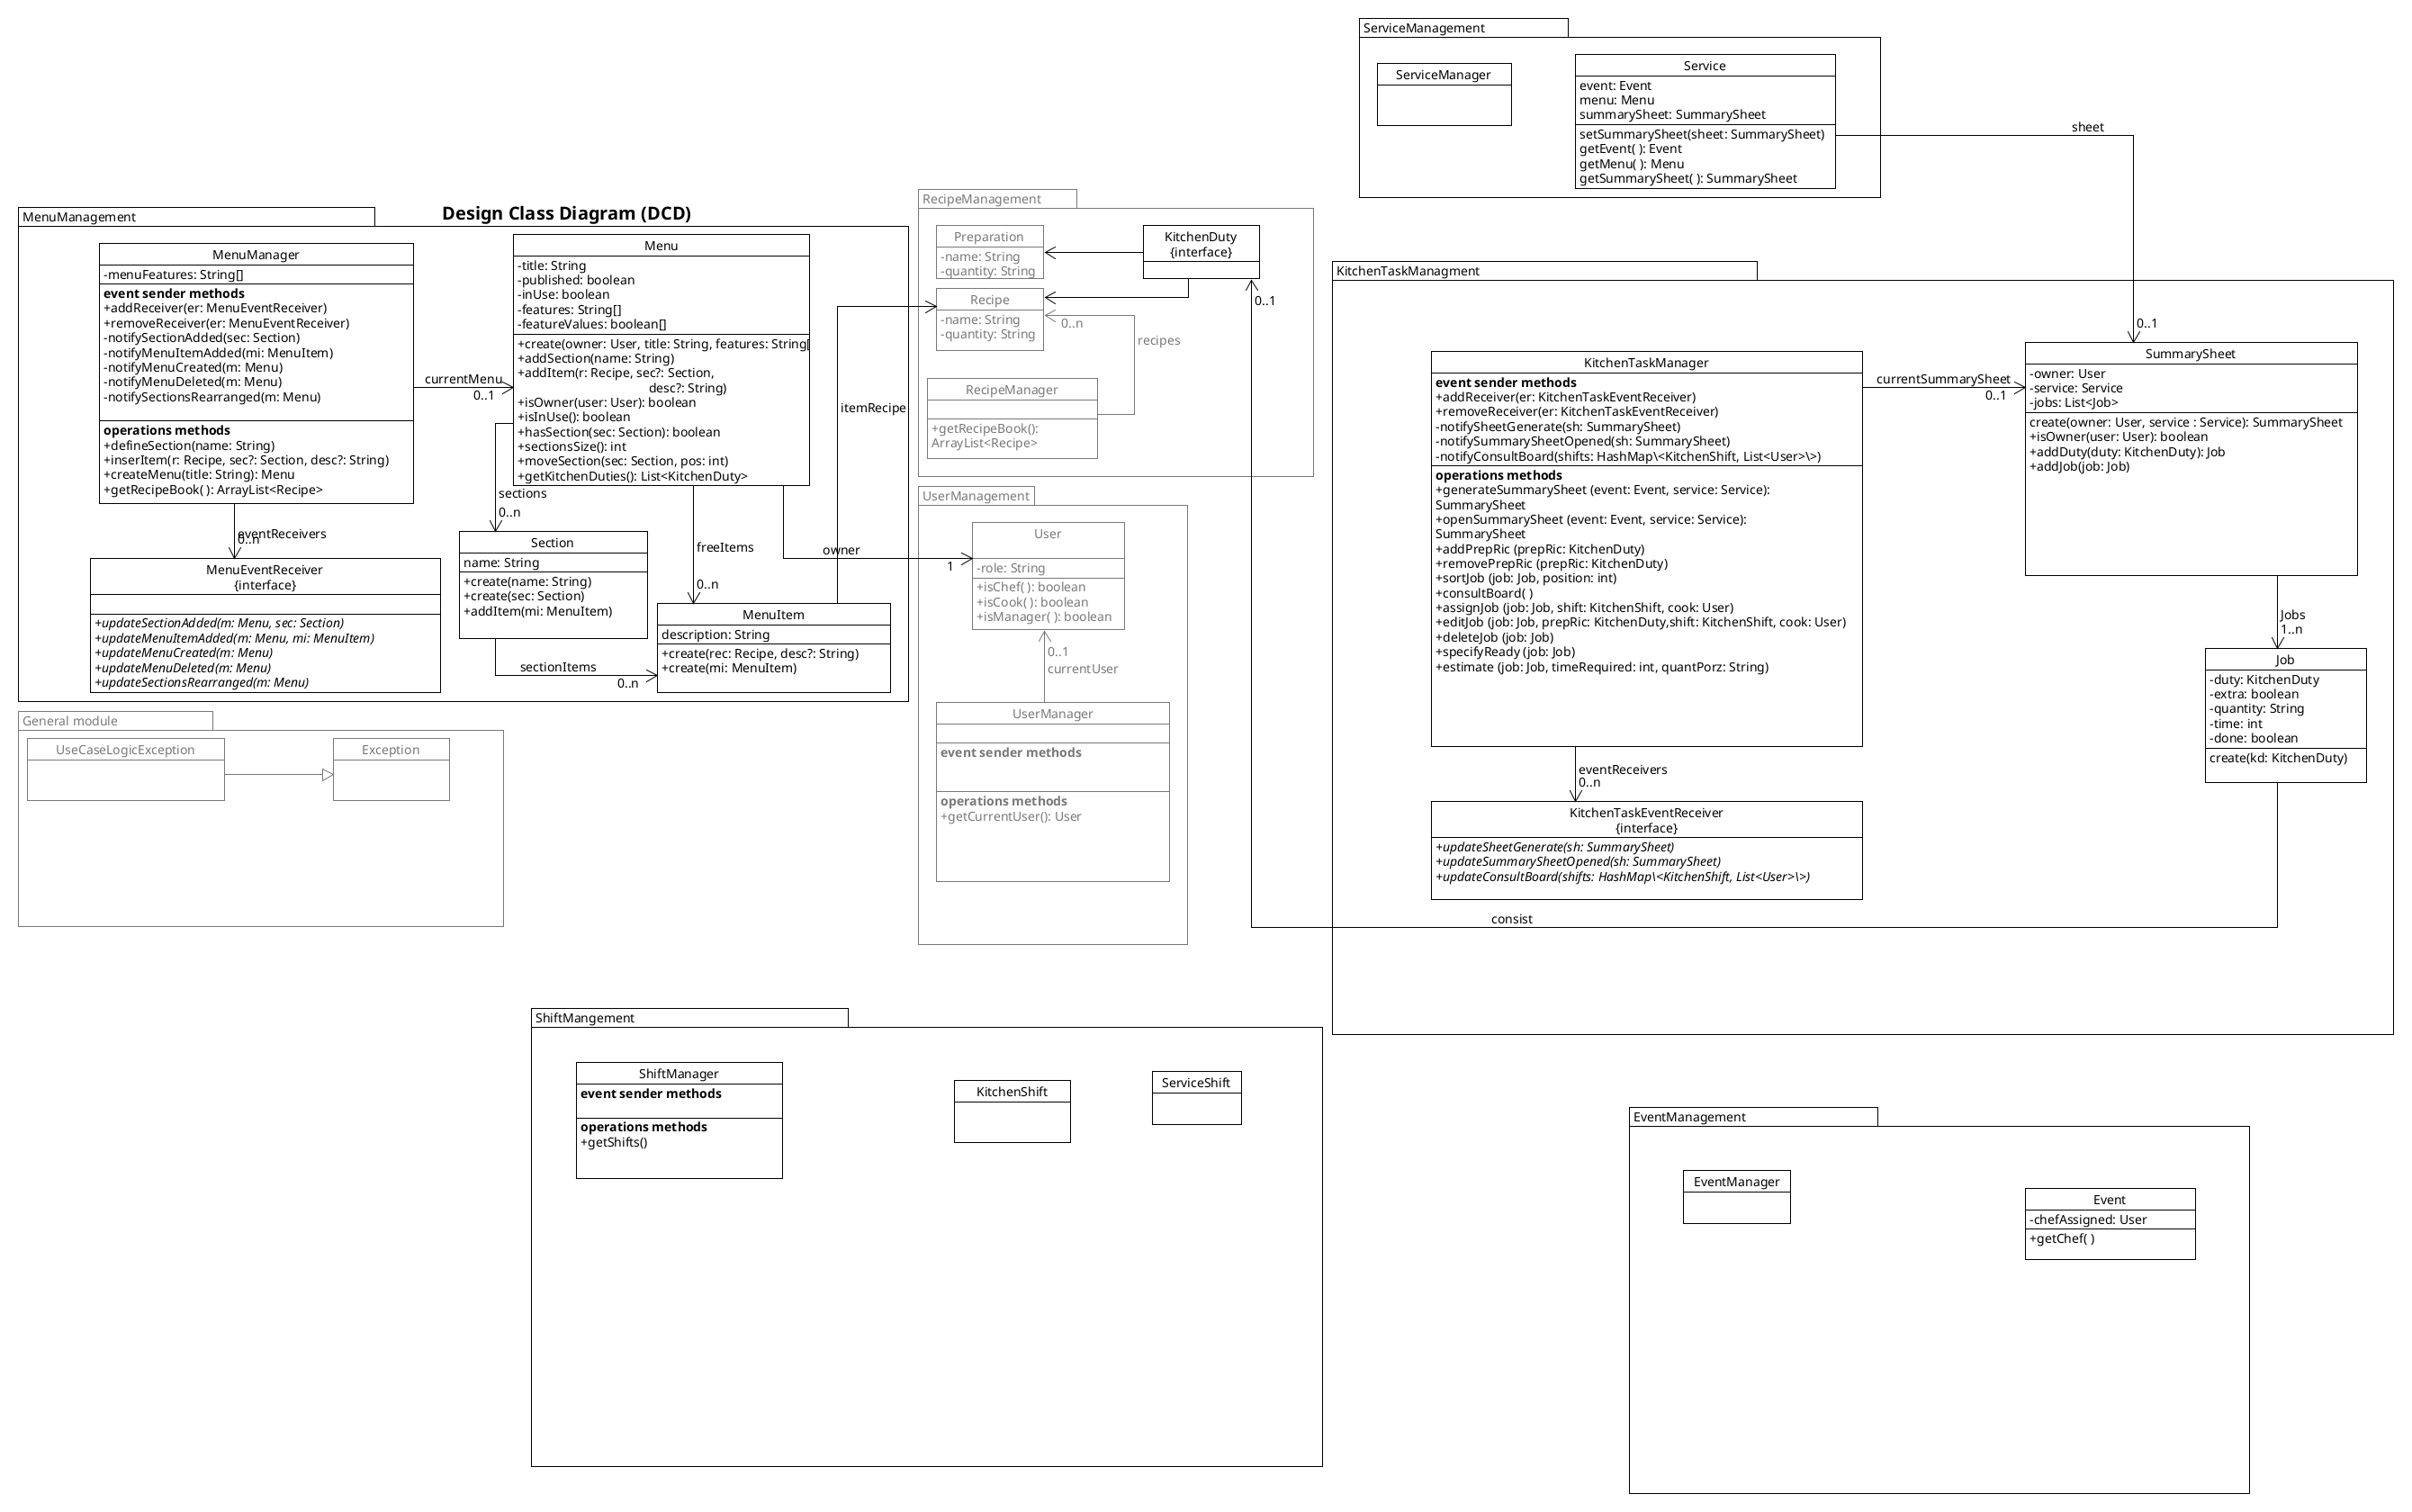 ServiceManagement
ServiceManager
Service
event: Event
menu: Menu
summarySheet: SummarySheet
setSummarySheet(sheet: SummarySheet)
getEvent( ): Event
getMenu( ): Menu
getSummarySheet( ): SummarySheet
sheet
0..1
Design Class Diagram (DCD)
MenuManagement
MenuManager
-menuFeatures: String[]
event sender methods
+addReceiver(er: MenuEventReceiver)
+removeReceiver(er: MenuEventReceiver)
-notifySectionAdded(sec: Section)
-notifyMenuItemAdded(mi: MenuItem)
-notifyMenuCreated(m: Menu)
-notifyMenuDeleted(m: Menu)
-notifySectionsRearranged(m: Menu)
operations methods
+defineSection(name: String)
+inserItem(r: Recipe, sec?: Section, desc?: String)
+createMenu(title: String): Menu
+getRecipeBook( ): ArrayList<Recipe>
currentMenu
0..1
Menu
-title: String
-published: boolean
-inUse: boolean
-features: String[]
-featureValues: boolean[]
+create(owner: User, title: String, features: String[
+addSection(name: String)
+addItem(r: Recipe, sec?: Section,
desc?: String)
+isOwner(user: User): boolean
+isInUse(): boolean
+hasSection(sec: Section): boolean
+sectionsSize(): int
+moveSection(sec: Section, pos: int)
+getKitchenDuties(): List<KitchenDuty>
eventReceivers
0..n
MenuEventReceiver
{interface}
+updateSectionAdded(m: Menu, sec: Section)
+updateMenuItemAdded(m: Menu, mi: MenuItem)
+updateMenuCreated(m: Menu)
+updateMenuDeleted(m: Menu)
+updateSectionsRearranged(m: Menu)
sections
0..n
Section
name: String
+create(name: String)
+create(sec: Section)
+addItem(mi: MenuItem)
sectionItems
0..n
freeItems
0..n
MenuItem
description: String
+create(rec: Recipe, desc?: String)
+create(mi: MenuItem)
itemRecipe
owner
1
RecipeManagement
Preparation
-name: String
-quantity: String
KitchenDuty
{interface}
0..1
Recipe
-name: String
-quantity: String
0..n
recipes
RecipeManager
+getRecipeBook():
ArrayList<Recipe>
UserManagement
User
-role: String
+isChef( ): boolean
+isCook( ): boolean
+isManager( ): boolean
0..1
currentUser
UserManager
event sender methods
operations methods
+getCurrentUser(): User
General module
UseCaseLogicException
Exception
KitchenTaskManagment
KitchenTaskManager
event sender methods
+addReceiver(er: KitchenTaskEventReceiver)
+removeReceiver(er: KitchenTaskEventReceiver)
-notifySheetGenerate(sh: SummarySheet)
-notifySummarySheetOpened(sh: SummarySheet)
-notifyConsultBoard(shifts: HashMap\<KitchenShift, List<User>\>)
operations methods
+generateSummarySheet (event: Event, service: Service):
SummarySheet
+openSummarySheet (event: Event, service: Service):
SummarySheet
+addPrepRic (prepRic: KitchenDuty)
+removePrepRic (prepRic: KitchenDuty)
+sortJob (job: Job, position: int)
+consultBoard( )
+assignJob (job: Job, shift: KitchenShift, cook: User)
+editJob (job: Job, prepRic: KitchenDuty,shift: KitchenShift, cook: User)
+deleteJob (job: Job)
+specifyReady (job: Job)
+estimate (job: Job, timeRequired: int, quantPorz: String)
currentSummarySheet
0..1
SummarySheet
-owner: User
-service: Service
-jobs: List<Job>
create(owner: User, service : Service): SummarySheet
+isOwner(user: User): boolean
+addDuty(duty: KitchenDuty): Job
+addJob(job: Job)
Jobs
1..n
Job
-duty: KitchenDuty
-extra: boolean
-quantity: String
-time: int
-done: boolean
create(kd: KitchenDuty)
eventReceivers
0..n
KitchenTaskEventReceiver
{interface}
+updateSheetGenerate(sh: SummarySheet)
+updateSummarySheetOpened(sh: SummarySheet)
+updateConsultBoard(shifts: HashMap\<KitchenShift, List<User>\>)
consist
ShiftMangement
ShiftManager
event sender methods
operations methods
+getShifts()
KitchenShift
ServiceShift
EventManagement
EventManager
Event
-chefAssigned: User
+getChef( )